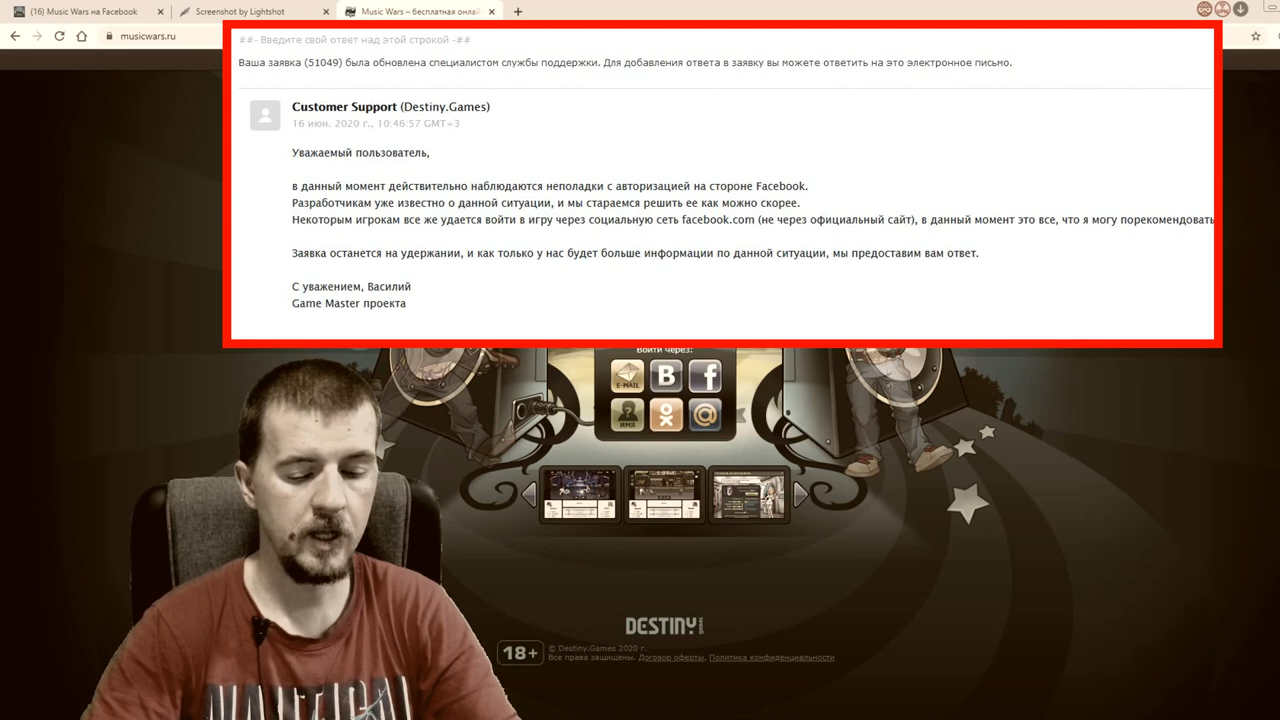 (16) Music Wars на Facebook
Screenshot by Lightshot
Music Wars – бесплатная онлай
musicwars.ru
##- Введите свой ответ над этой строкой -##
Ваша заявка (51049) была обновлена специалистом службы поддержки. Для добавления ответа в заявку вы можете ответить на это электронное письмо.
Customer Support (Destiny.Games)
16 июн. 2020 г., 10:46:57 GMT+3
Уважаемый пользователь,
в данный момент действительно наблюдаются неполадки с авторизацией на стороне Facebook.
Разработчикам уже известно о данной ситуации, и мы стараемся решить ее как можно скорее.
Некоторым игрокам все же удается войти в игру через социальную сеть facebook.com (не через официальный сайт), в данный момент это все, что я могу порекомендовать
Заявка останется на удержании, и как только у нас будет больше информации по данной ситуации, мы предоставим вам ответ.
С уважением, Василий
Game Master проекта
Войти через:
E-MAIL
B
f
ИМЯ
@
DESTINY games
18+
© Destiny.Games 2020 г.
Все права защищены. Договор оферты. Политика конфиденциальности